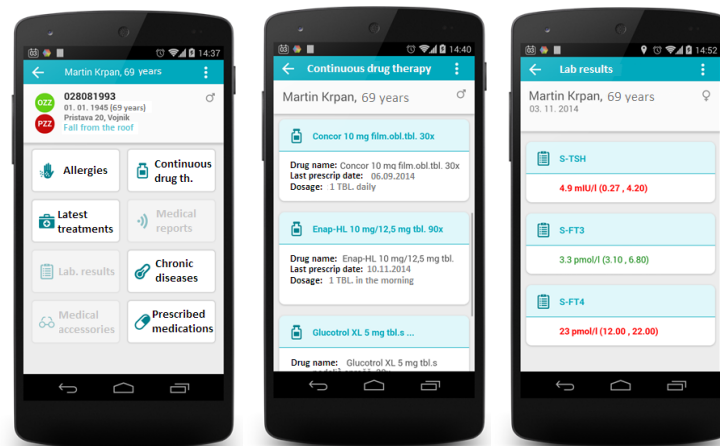 14:37
Martin Krpan, 69 years
OZZ
028081993
01. 01. 1945 (69 years)
PZZ
Pristava 20, Vojnik
Fall from the roof
Allergies
Continuous
drug th.
Latest
treatments
Medical
reports
Lab. results
Chronic
diseases
Medical
accessories
Prescribed
medications
14:40
Continuous drug therapy
Martin Krpan, 69 years
Concor 10 mg film.obl.tbl. 30x
Drug name: Concor 10 mg film.obl.tbl. 30x
Last prescrip date: 06.09.2014
Dosage: 1 TBL. daily
Enap-HL 10 mg/12,5 mg tbl. 90x
Drug name: Enap-HL 10 mg/12,5 mg tbl.
Last prescrip date: 10.11.2014
Dosage: 1 TBL. in the morning
Glucotrol XL 5 mg tbl.s ...
Drug name: Glucotrol XL 5 mg tbl.s
14:52
Lab results
Martin Krpan, 69 years
03. 11. 2014
S-TSH
4.9 mIU/l (0.27 , 4.20)
S-FT3
3.3 pmol/l (3.10 , 6.80)
S-FT4
23 pmol/l (12.00 , 22.00)